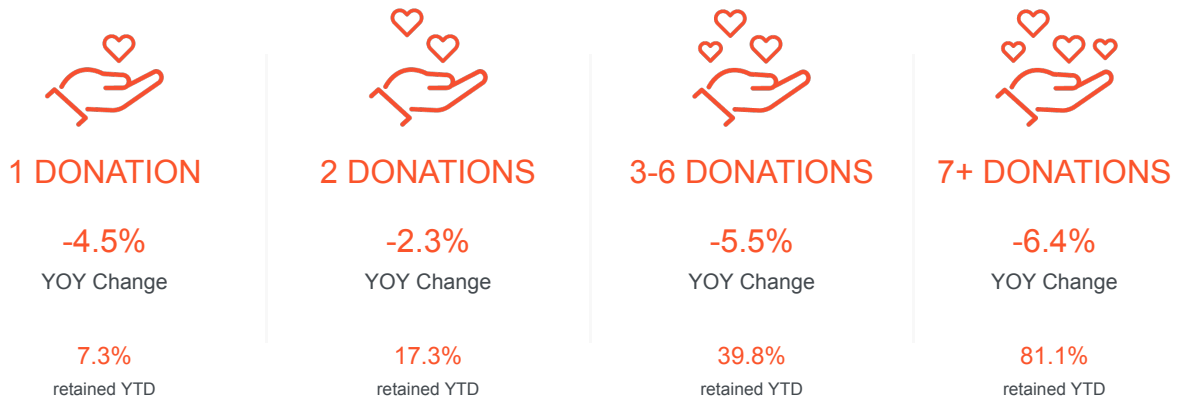 1 DONATION
-4.5%
YOY Change
7.3%
retained YTD
2 DONATIONS
-2.3%
YOY Change
17.3%
retained YTD
3-6 DONATIONS
-5.5%
YOY Change
39.8%
retained YTD
7+ DONATIONS
-6.4%
YOY Change
81.1%
retained YTD